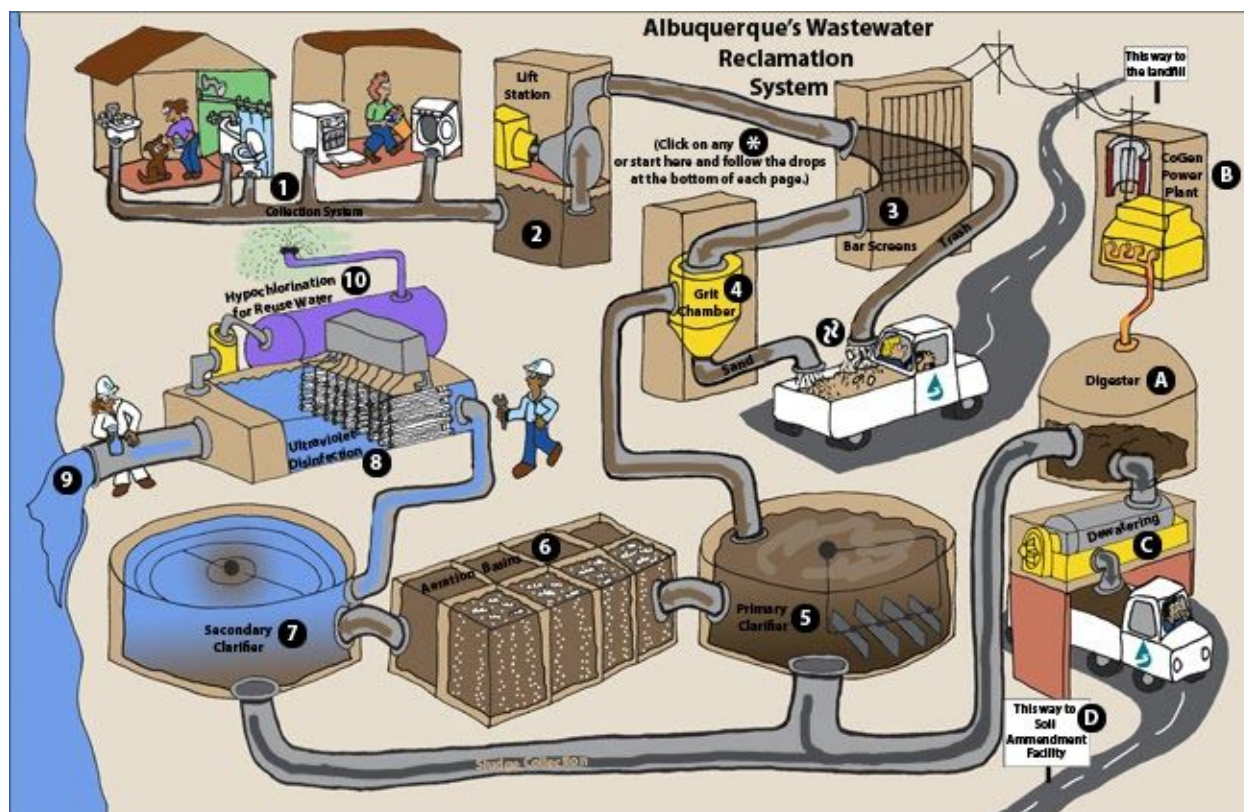 Albuquerque's Wastewater
Reclamation
System
(Click on any *
or start here and follow the drops
at the bottom of each page.)
This way to
the landfill
Lift
Station
1
Collection System
2
3
Bar Screens
Trash
CoGen
Power
Plant
B
Hypochlorination
for Reuse Water
10
Grit
Chamber
4
Sand
Digester
A
Ultraviolet
Disinfection
8
9
Dewatering
C
Aeration Basins
6
Primary
Clarifier
5
Secondary
Clarifier
7
This way to
Soil
Ammendment
Facility
D
Sludge Collection